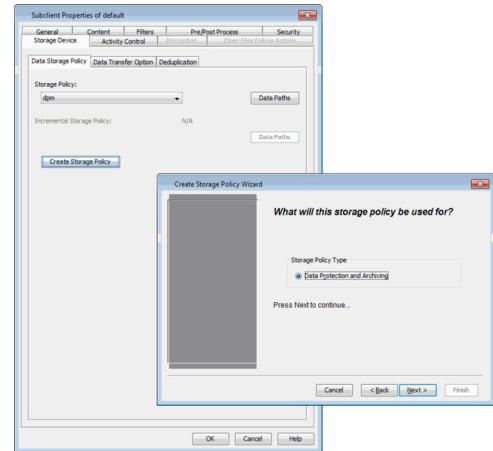 Subclient Properties of default
General Content Filters Pre/Post Process Security
Storage Device Activity Control Encryption Open Files Failure Actions
Data Storage Policy Data Transfer Option Deduplication
Storage Policy:
dpm Data Paths
Incremental Storage Policy: N/A
Data Paths
Create Storage Policy
Create Storage Policy Wizard
What will this storage policy be used for?
Storage Policy Type
Data Protection and Archiving
Press Next to continue...
Cancel < Back Next > Finish
OK Cancel Help